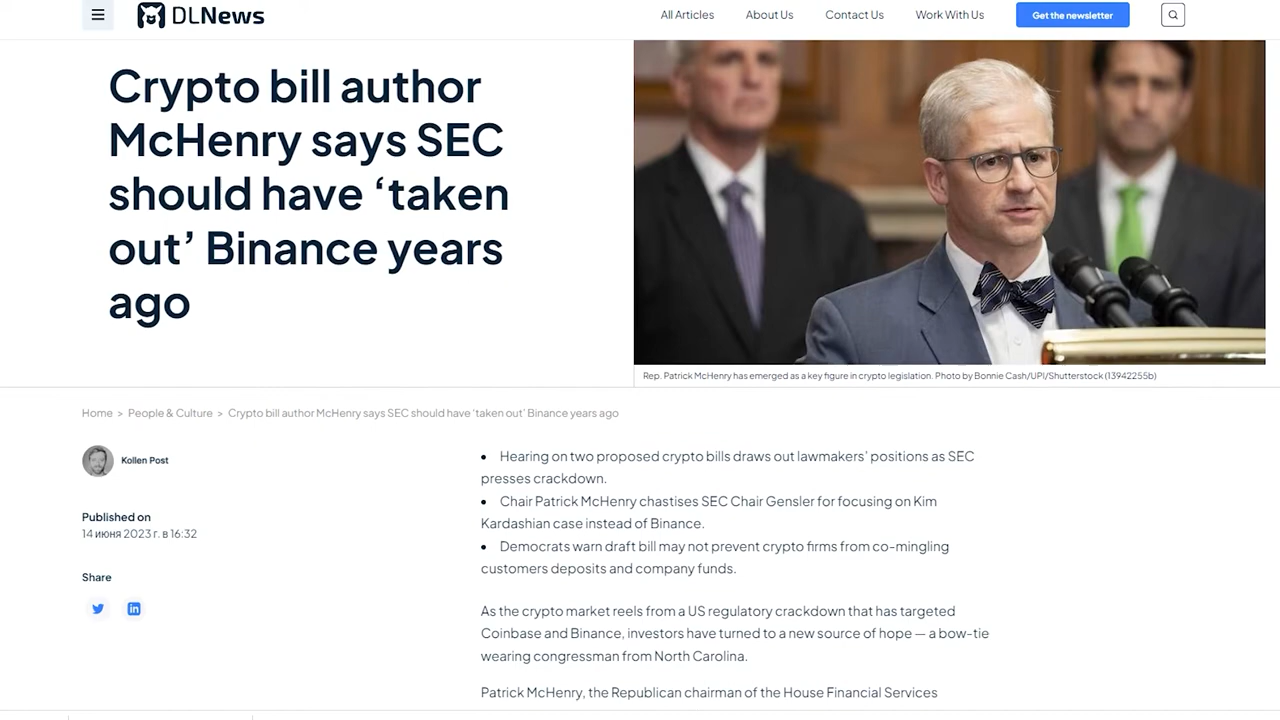 DLNews
All Articles
About Us
Contact Us
Work With Us
Get the newsletter
Crypto bill author
McHenry says SEC
should have ‘taken
out’ Binance years
ago
Rep. Patrick McHenry has emerged as a key figure in crypto legislation. Photo by Bonnie Cash/UPI/Shutterstock (13942255b)
Home > People & Culture > Crypto bill author McHenry says SEC should have ‘taken out’ Binance years ago
Kollen Post
Published on
14 июня 2023 г. в 16:32
Share
• Hearing on two proposed crypto bills draws out lawmakers’ positions as SEC
presses crackdown.
• Chair Patrick McHenry chastises SEC Chair Gensler for focusing on Kim
Kardashian case instead of Binance.
• Democrats warn draft bill may not prevent crypto firms from co-mingling
customers deposits and company funds.
As the crypto market reels from a US regulatory crackdown that has targeted
Coinbase and Binance, investors have turned to a new source of hope — a bow-tie
wearing congressman from North Carolina.
Patrick McHenry, the Republican chairman of the House Financial Services